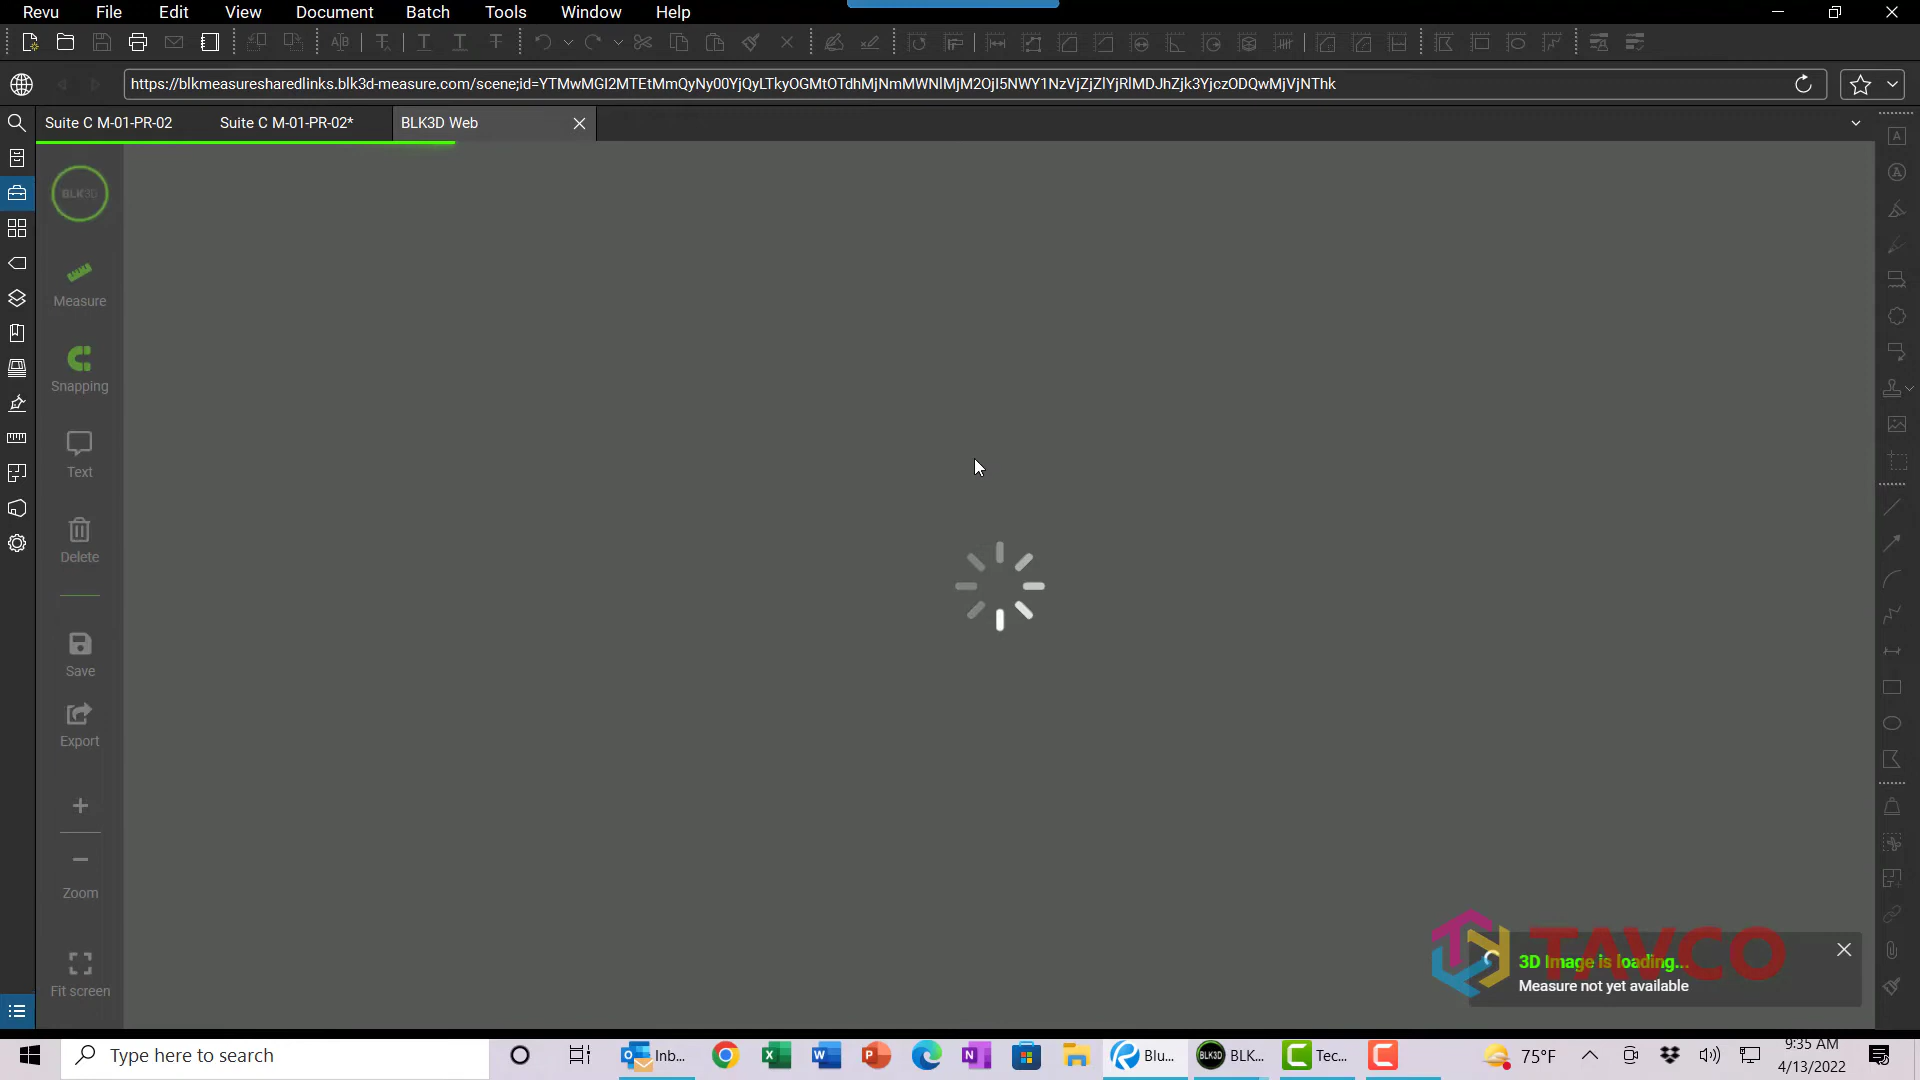 Revu File Edit View Document Batch Tools Window Help
https://blkmeasuresharedlinks.blk3d-measure.com/scene;id=YTMwMGI2MTEtMmQyNy00YjQyLTkyOGMtOTdhMjNmMWNlMjM2OjI5NWY1NzVjZjZlYjRlMDJhZjk3YjczODQwMjVjNThk
Suite C M-01-PR-02 Suite C M-01-PR-02* BLK3D Web
BLK3D
Measure
Snapping
Text
Delete
Save
Export
Zoom
Fit screen
TAVCO
3D Image is loading...
Measure not yet available
Type here to search
Inb...
Blu...
BLK3D
BLK...
Tec...
75°F
9:35 AM
4/13/2022